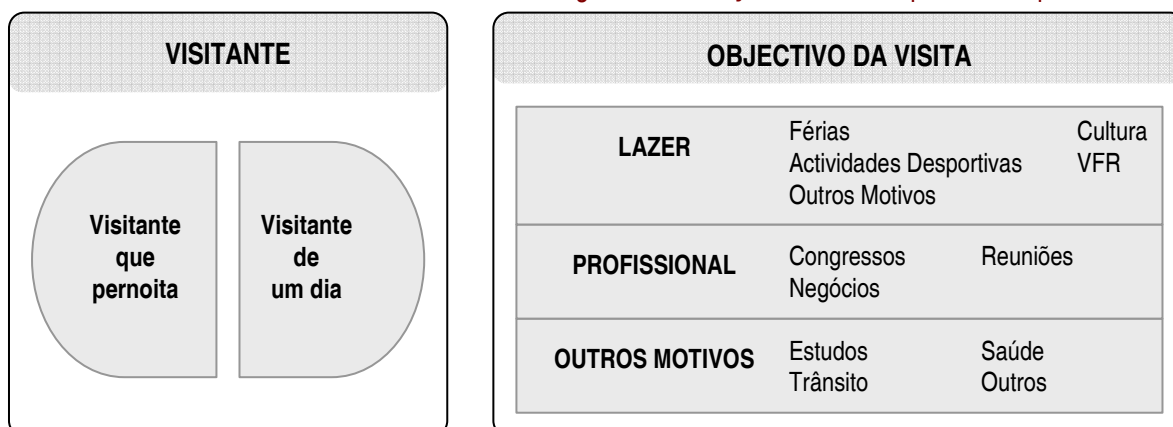 VISITANTE
Visitante
que
pernoita
Visitante
de
um dia
OBJECTIVO DA VISITA
LAZER
Férias Cultura
Actividades Desportivas VFR
Outros Motivos
PROFISSIONAL
Congressos Reuniões
Negócios
OUTROS MOTIVOS
Estudos Saúde
Trânsito Outros